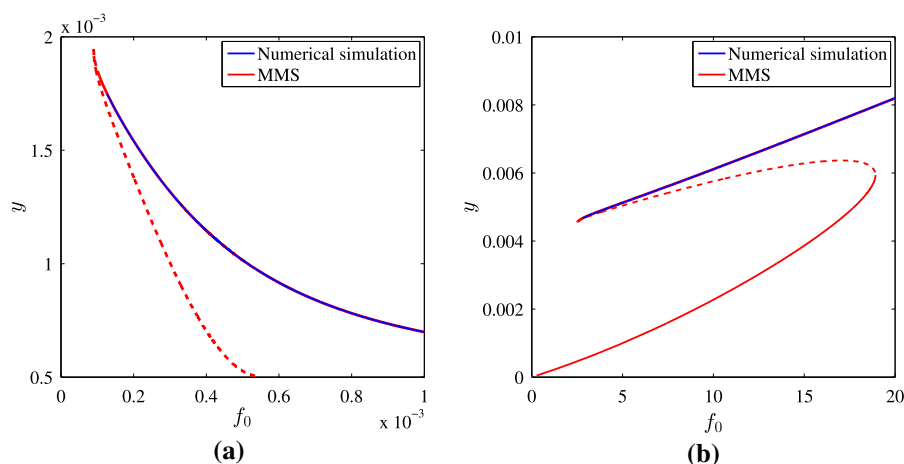 x 10⁻³
2
1.5
1
0.5
y
0
0.2
0.4
0.6
0.8
1
f₀
x 10⁻³
Numerical simulation
MMS
(a)
0.01
0.008
0.006
0.004
0.002
0
y
5
10
15
20
f₀
Numerical simulation
MMS
(b)